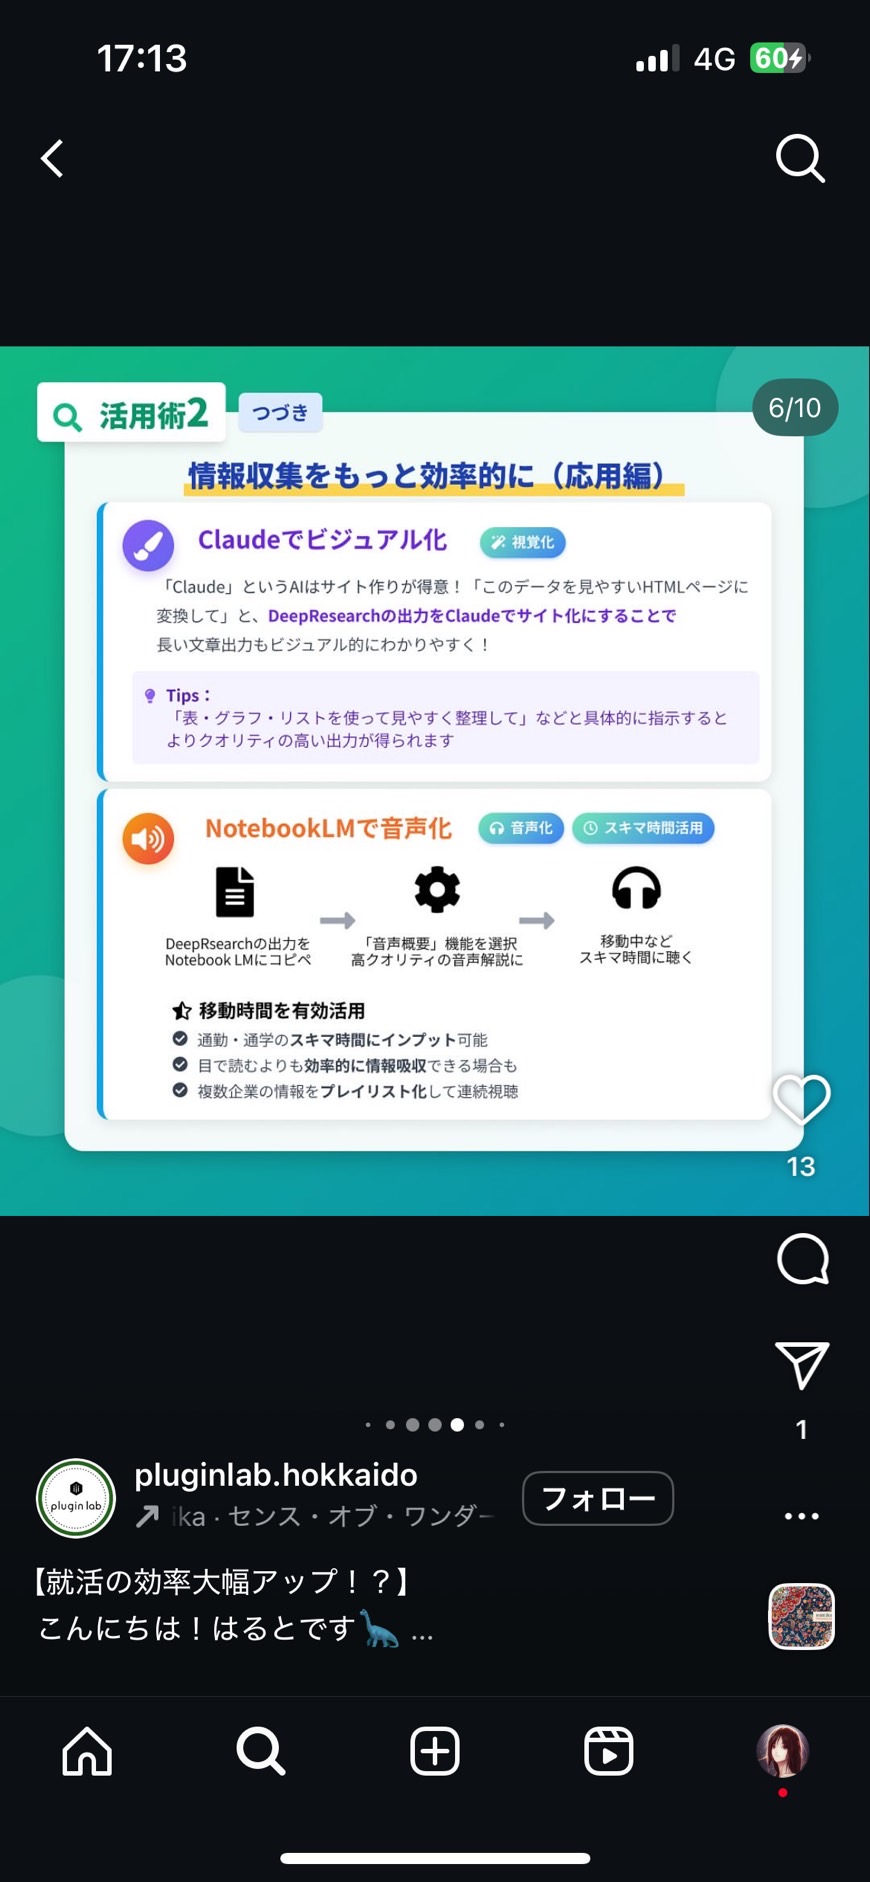 17:13
4G 60
6/10
活用術2 つづき
情報収集をもっと効率的に（応用編）
Claudeでビジュアル化 視覚化
「Claude」というAIはサイト作りが得意！「このデータを見やすいHTMLページに
変換して」と、DeepResearchの出力をClaudeでサイト化にすることで
長い文章出力もビジュアル的にわかりやすく！
Tips：
「表・グラフ・リストを使って見やすく整理して」などと具体的に指示すると
よりクオリティの高い出力が得られます
NotebookLMで音声化 音声化 スキマ時間活用
DeepRsearchの出力を
Notebook LMにコピペ
「音声概要」機能を選択
高クオリティの音声解説に
移動中など
スキマ時間に聴く
移動時間を有効活用
通勤・通学のスキマ時間にインプット可能
目で読むよりも効率的に情報吸収できる場合も
複数企業の情報をプレイリスト化して連続視聴
13
1
plugin lab
pluginlab.hokkaido
ika · センス・オブ・ワンダー
フォロー
【就活の効率大幅アップ！？】
こんにちは！はるとです🦕 ...